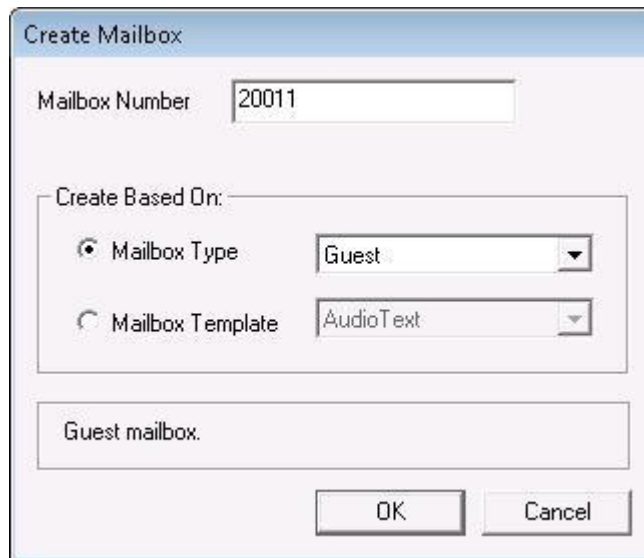 Create Mailbox
Mailbox Number 20011
Create Based On:
Mailbox Type Guest
Mailbox Template AudioText
Guest mailbox.
OK Cancel